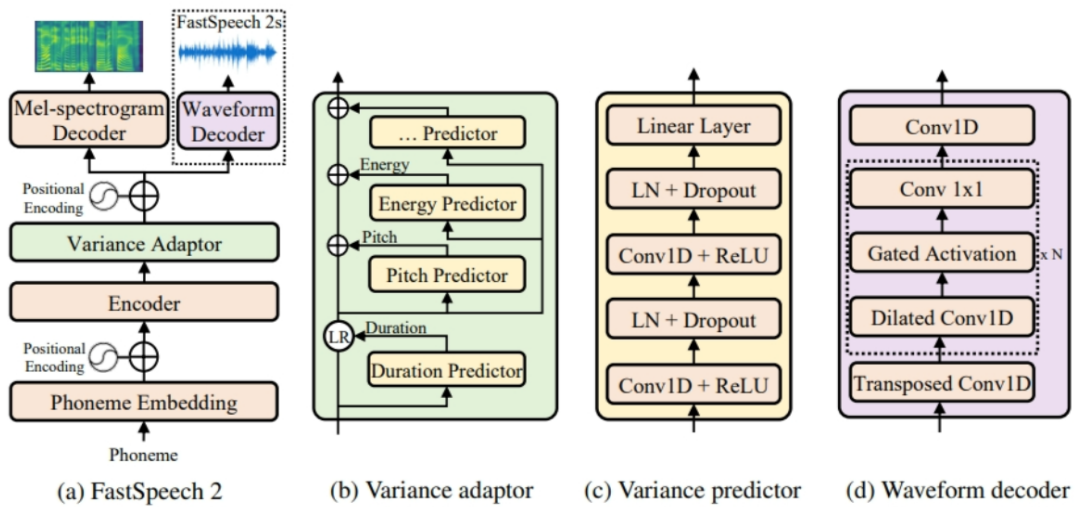 FastSpeech 2s
Mel-spectrogram
Decoder
Waveform
Decoder
Positional
Encoding
Variance Adaptor
Encoder
Positional
Encoding
Phoneme Embedding
Phoneme
(a) FastSpeech 2
... Predictor
Energy
Energy Predictor
Pitch
Pitch Predictor
LR
Duration
Duration Predictor
(b) Variance adaptor
Linear Layer
LN + Dropout
Conv1D + ReLU
LN + Dropout
Conv1D + ReLU
(c) Variance predictor
Conv1D
Conv 1x1
Gated Activation
x N
Dilated Conv1D
Transposed Conv1D
(d) Waveform decoder